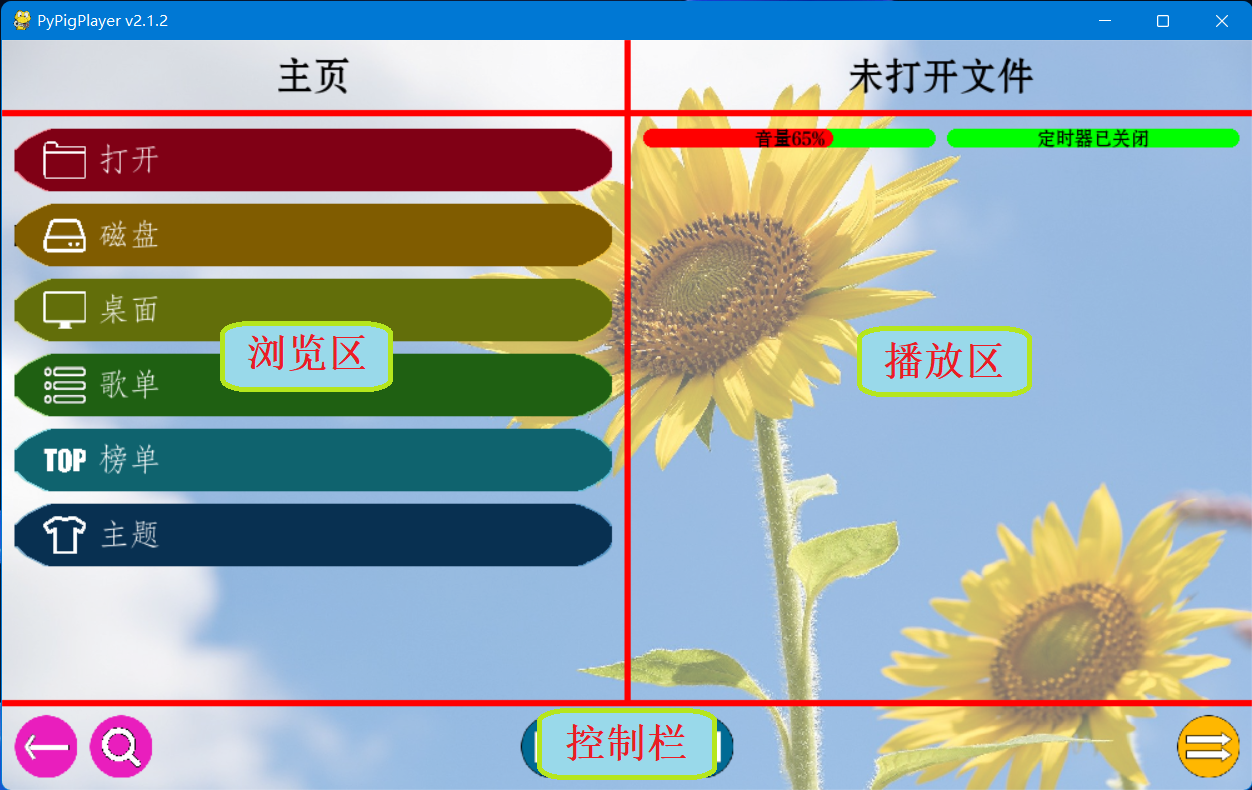 PyPigPlayer v2.1.2
主页
未打开文件
打开
音量65%
定时器已关闭
磁盘
桌面
浏览区
播放区
歌单
TOP 榜单
主题
控制栏